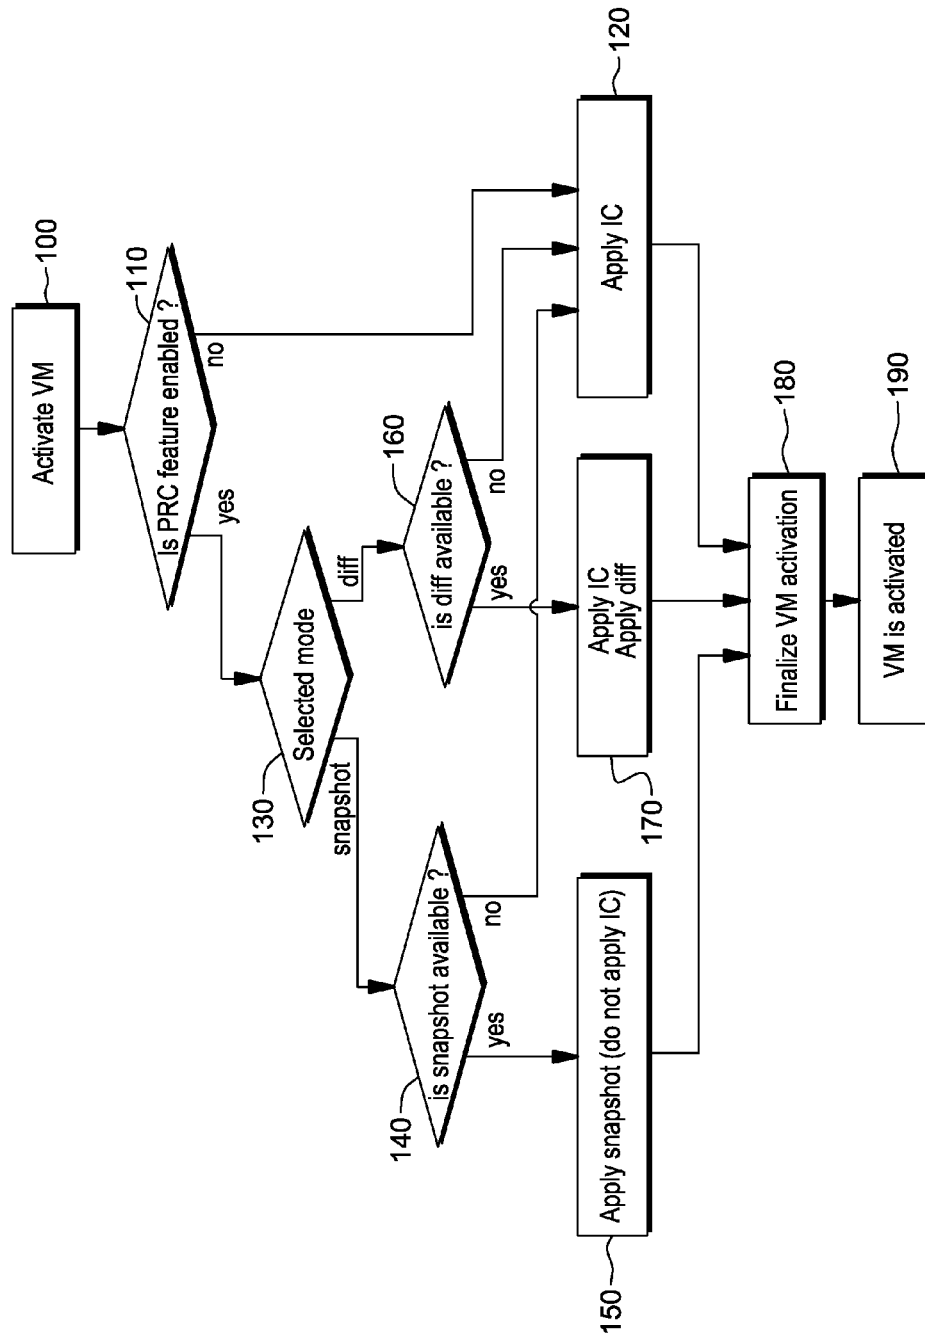 Activate VM
100
Is PRC feature enabled ?
110
yes
no
Selected mode
130
snapshot
diff
is snapshot available ?
140
yes
no
is diff available ?
160
yes
no
Apply snapshot (do not apply IC)
150
Apply IC
Apply diff
170
Apply IC
120
Finalize VM activation
180
VM is activated
190